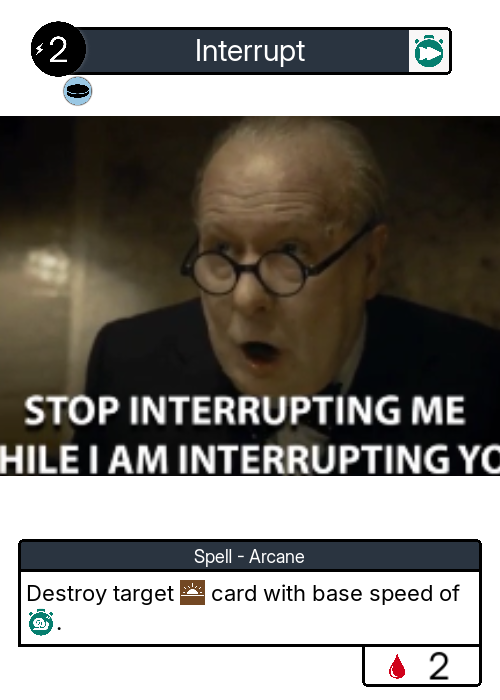 2
Interrupt
STOP INTERRUPTING ME
HILE I AM INTERRUPTING YO
Spell - Arcane
Destroy target card with base speed of
.
2